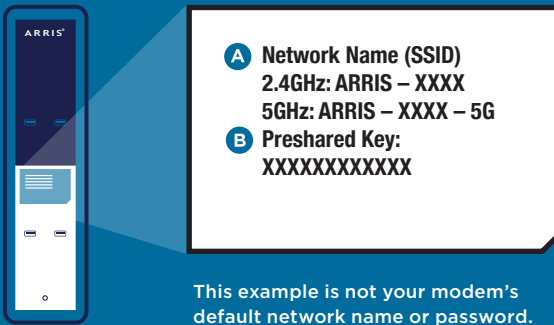 ARRIS®
A Network Name (SSID)
2.4GHz: ARRIS – XXXX
5GHz: ARRIS – XXXX – 5G
B Preshared Key:
XXXXXXXXXXXX
This example is not your modem's
default network name or password.